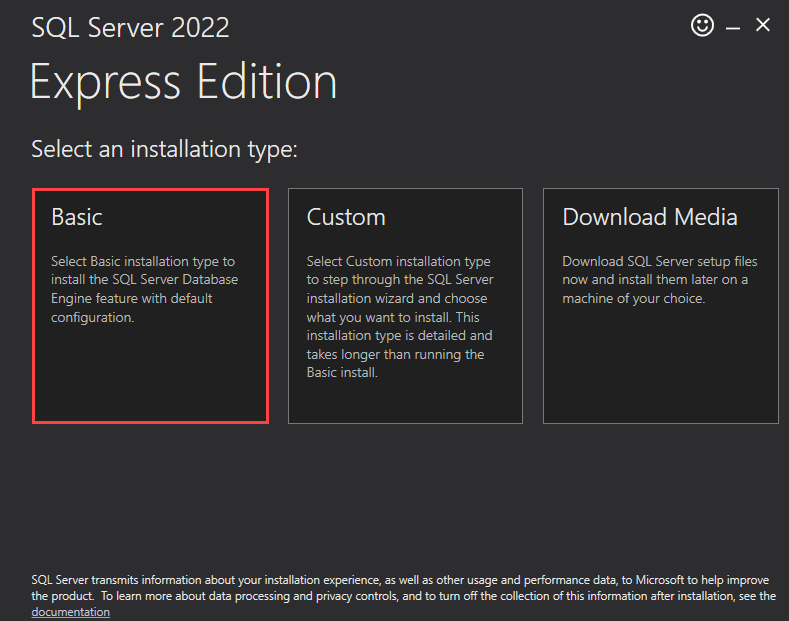 SQL Server 2022
Express Edition
Select an installation type:
Basic
Select Basic installation type to
install the SQL Server Database
Engine feature with default
configuration.
Custom
Select Custom installation type
to step through the SQL Server
installation wizard and choose
what you want to install. This
installation type is detailed and
takes longer than running the
Basic install.
Download Media
Download SQL Server setup files
now and install them later on a
machine of your choice.
SQL Server transmits information about your installation experience, as well as other usage and performance data, to Microsoft to help improve
the product.  To learn more about data processing and privacy controls, and to turn off the collection of this information after installation, see the
documentation